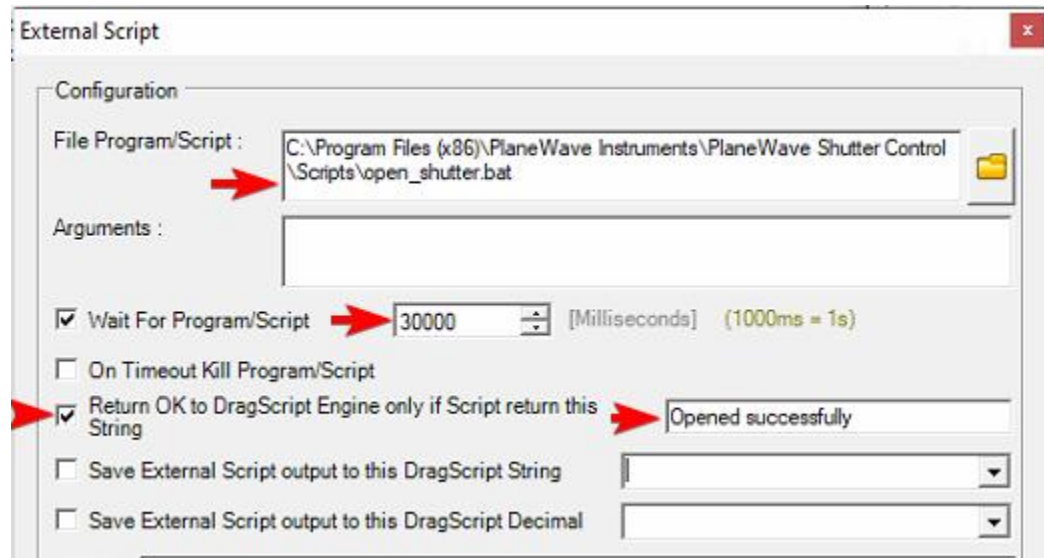 External Script
x
Configuration
File Program/Script :
C:\Program Files (x86)\PlaneWave Instruments\PlaneWave Shutter Control
\Scripts\open_shutter.bat
Arguments :
Wait For Program/Script
30000
[Milliseconds]
(1000ms = 1s)
On Timeout Kill Program/Script
Return OK to DragScript Engine only if Script return this
String
Opened successfully
Save External Script output to this DragScript String
Save External Script output to this DragScript Decimal